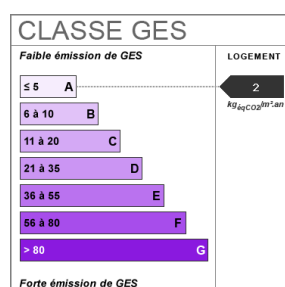 CLASSE GES
Faible émission de GES
LOGEMENT
≤ 5 A
2
kgéqCO2/m².an
6 à 10 B
11 à 20 C
21 à 35 D
36 à 55 E
56 à 80 F
> 80 G
Forte émission de GES